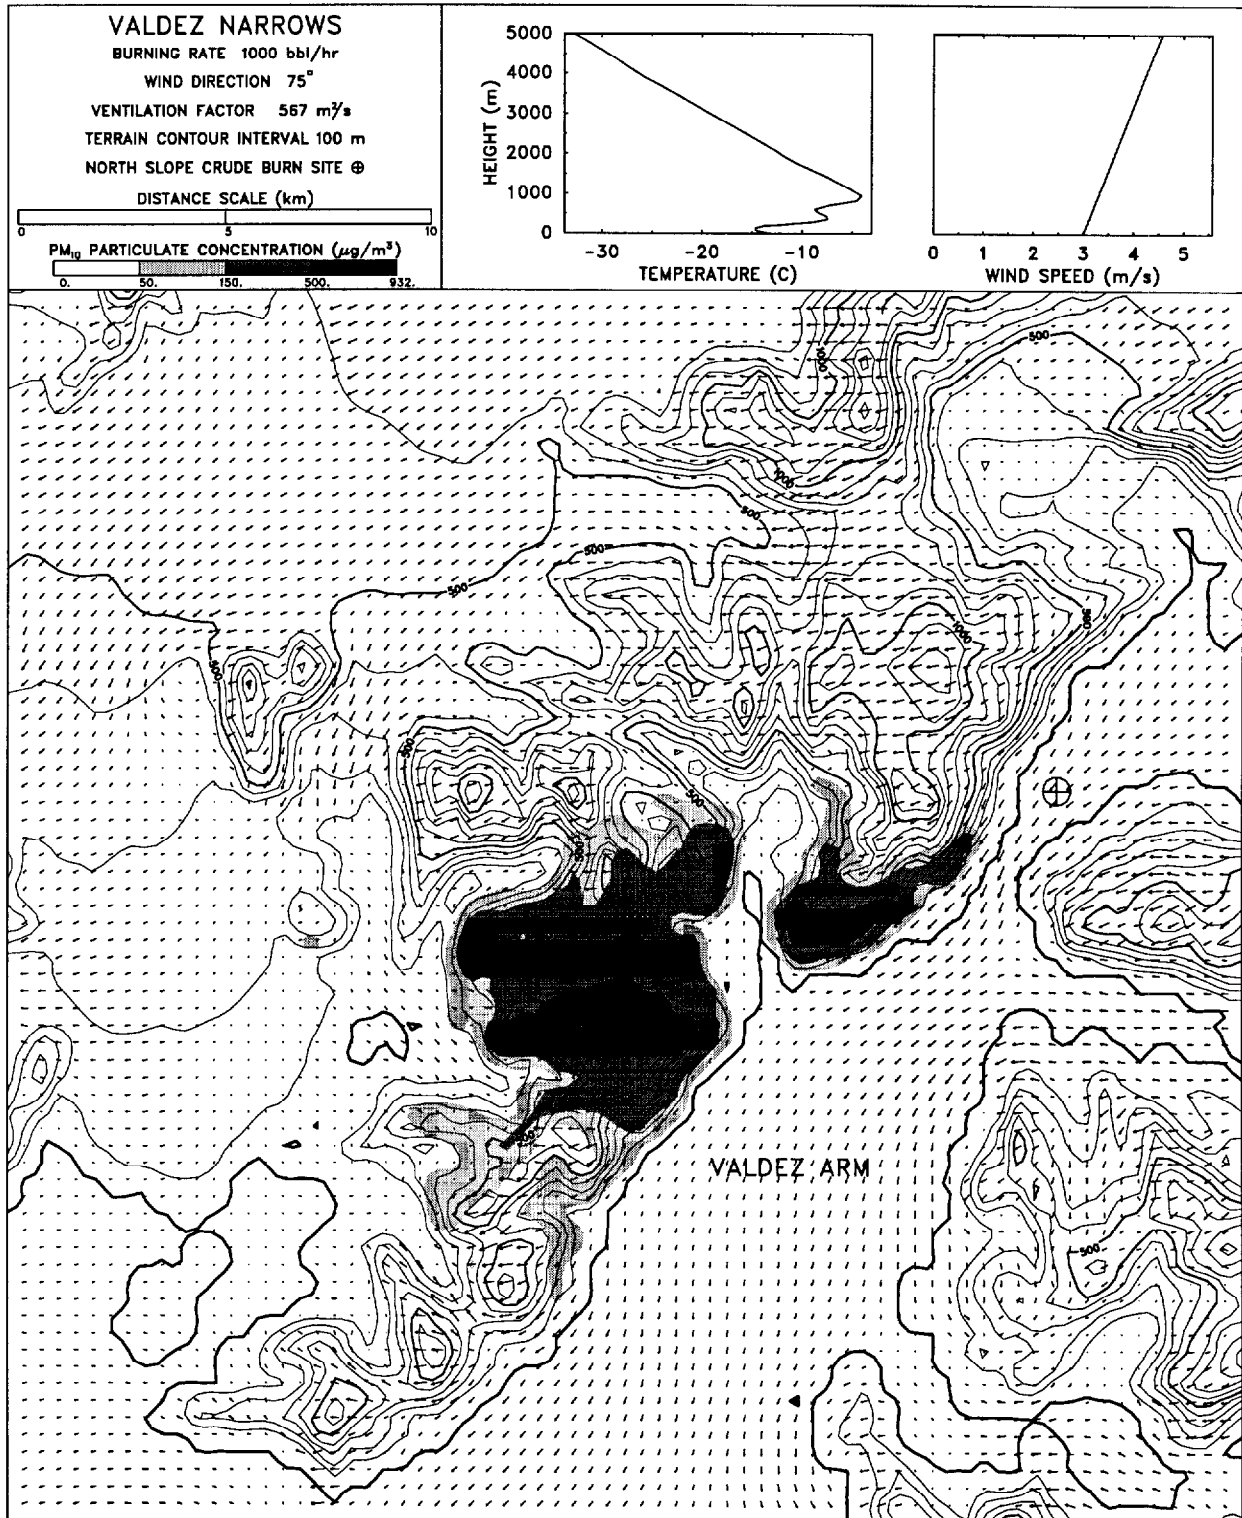 VALDEZ NARROWS
BURNING RATE 1000 bbl/hr
WIND DIRECTION 75°
VENTILATION FACTOR 567 m²/s
TERRAIN CONTOUR INTERVAL 100 m
NORTH SLOPE CRUDE BURN SITE ⊕
DISTANCE SCALE (km)
0 5 10
PM₁₀ PARTICULATE CONCENTRATION (μg/m³)
0. 50. 150. 500. 932.
5000
4000
3000
2000
1000
0
HEIGHT (m)
-30 -20 -10
TEMPERATURE (C)
0 1 2 3 4 5
WIND SPEED (m/s)
500
1000
1000
500
500
500
500
1000
500
500
500
500
500
VALDEZ ARM
500